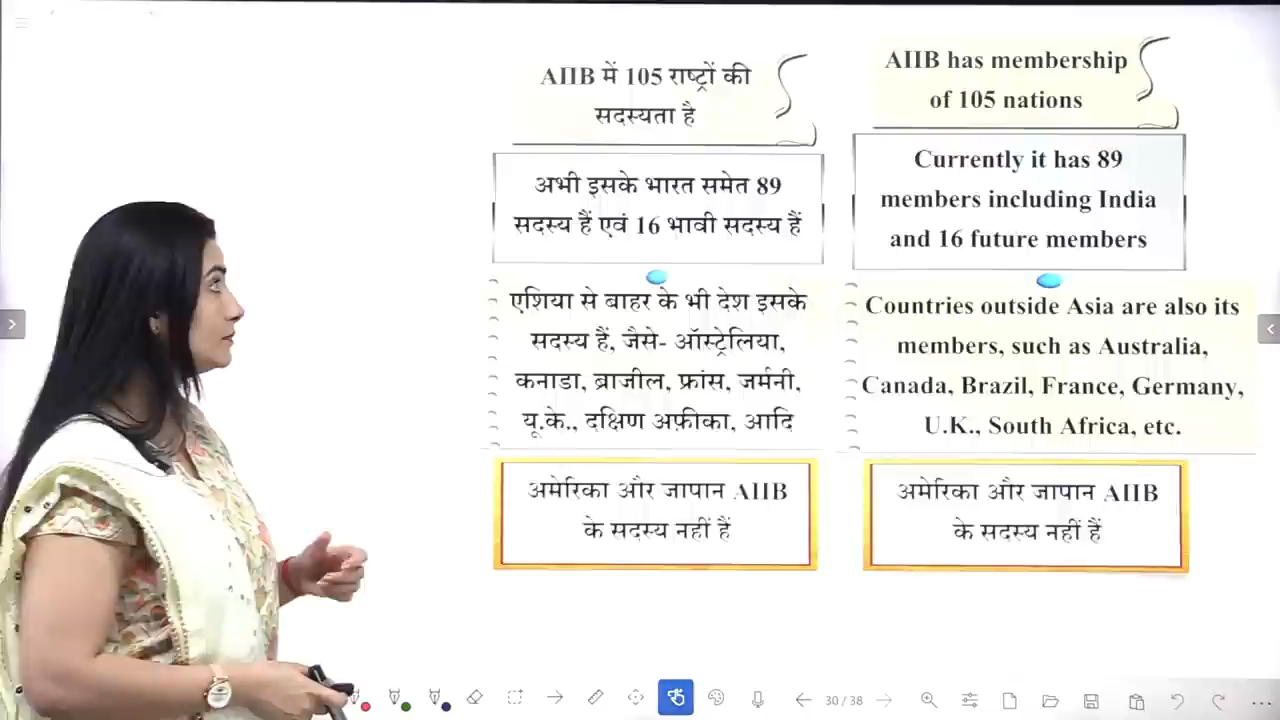 AIIB में 105 राष्ट्रों की
सदस्यता है
अभी इसके भारत समेत 89
सदस्य हैं एवं 16 भावी सदस्य हैं
एशिया से बाहर के भी देश इसके
सदस्य हैं, जैसे- ऑस्ट्रेलिया,
कनाडा, ब्राजील, फ्रांस, जर्मनी,
यू.के., दक्षिण अफ़ीका, आदि
अमेरिका और जापान AIIB
के सदस्य नहीं हैं
AIIB has membership
of 105 nations
Currently it has 89
members including India
and 16 future members
Countries outside Asia are also its
members, such as Australia,
Canada, Brazil, France, Germany,
U.K., South Africa, etc.
अमेरिका और जापान AIIB
के सदस्य नहीं हैं
30 / 38